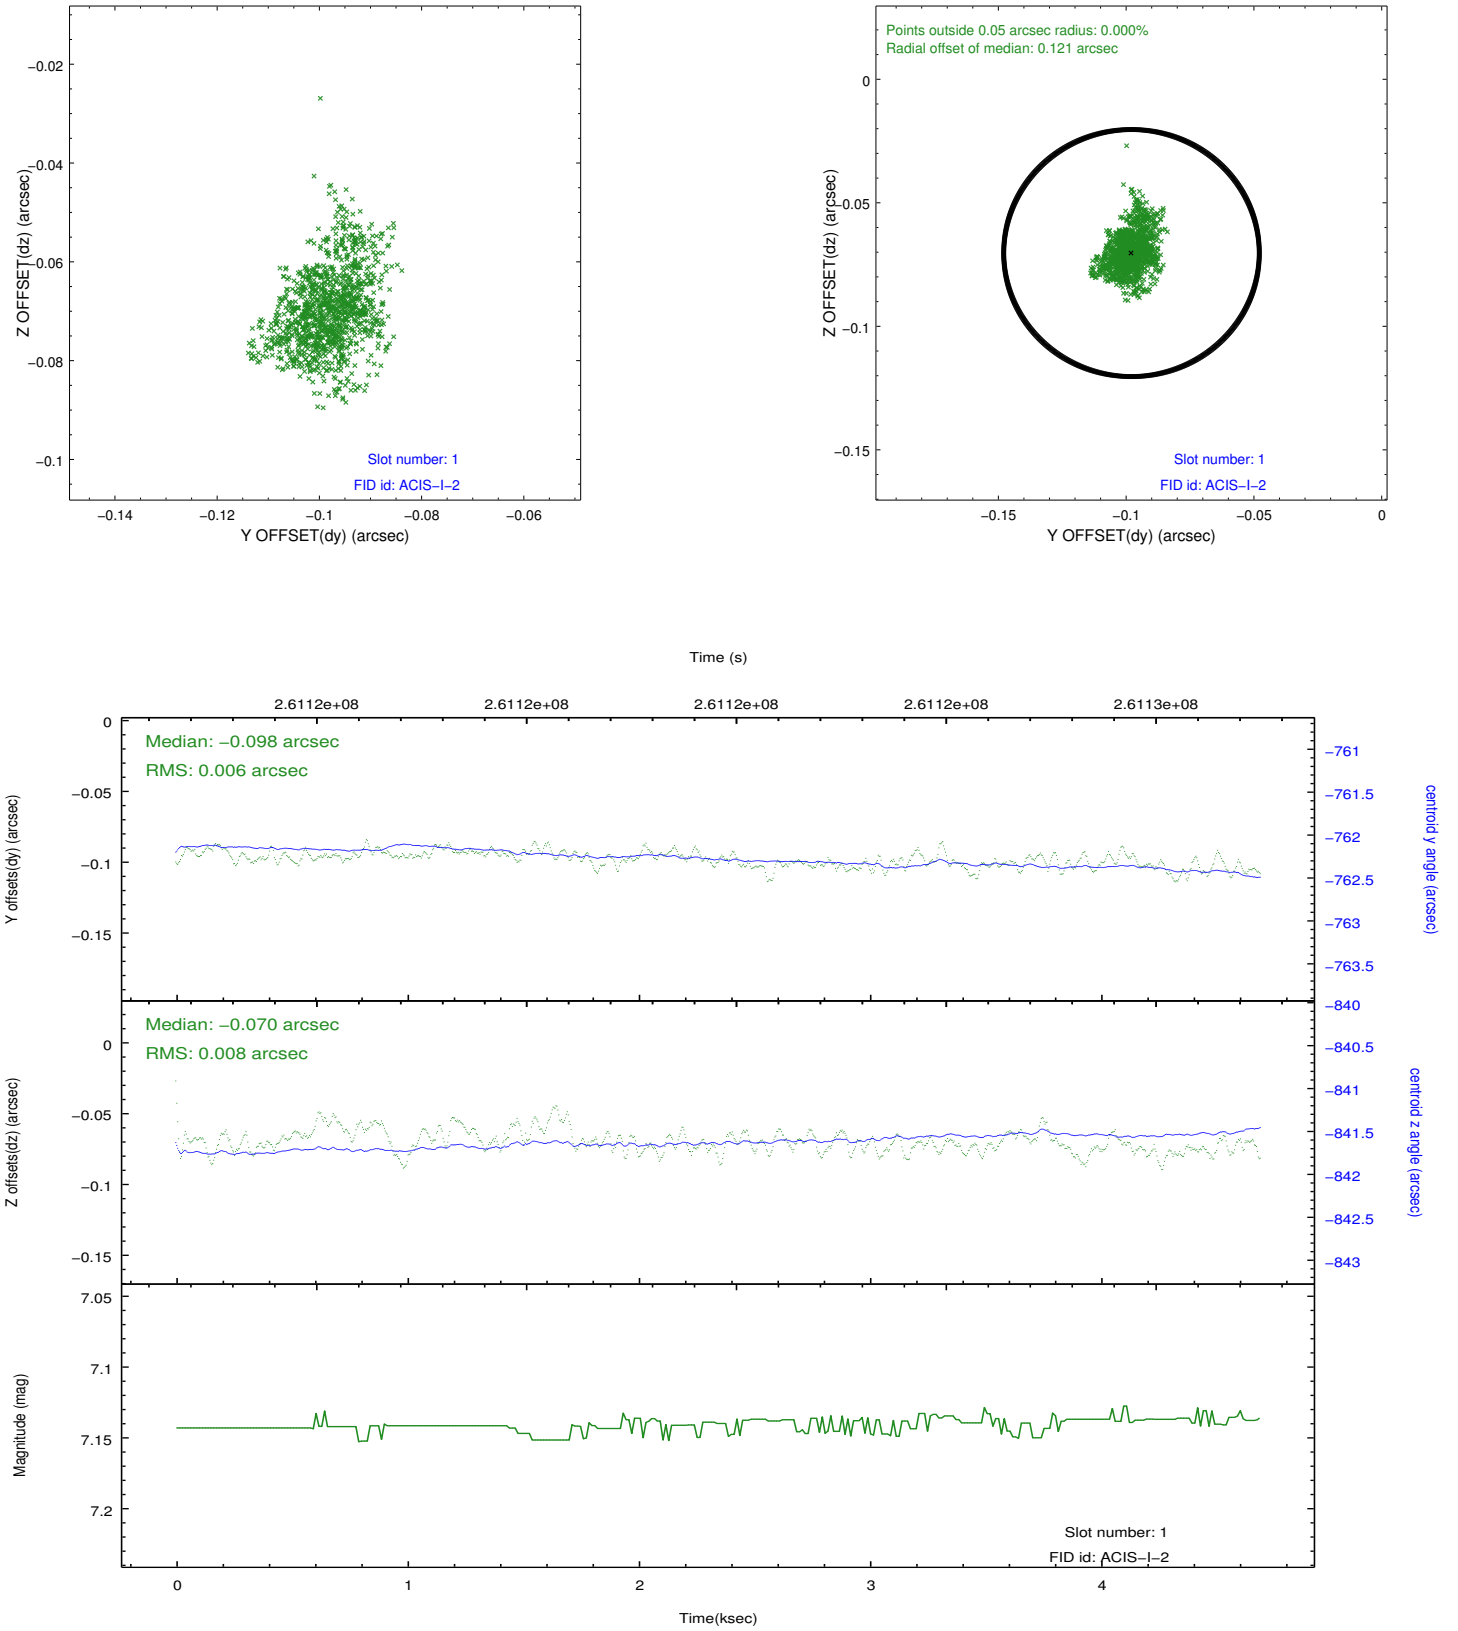 −0.02
−0.04
−0.06
−0.08
−0.1
Z OFFSET(dz) (arcsec)
Slot number: 1
FID id: ACIS−I−2
−0.14 −0.12 −0.1 −0.08 −0.06
Y OFFSET(dy) (arcsec)
Points outside 0.05 arcsec radius: 0.000%
Radial offset of median: 0.121 arcsec
0
−0.05
−0.1
−0.15
Z OFFSET(dz) (arcsec)
Slot number: 1
FID id: ACIS−I−2
−0.15 −0.1 −0.05 0
Y OFFSET(dy) (arcsec)
Time (s)
2.6112e+08 2.6112e+08 2.6112e+08 2.6112e+08 2.6113e+08
Median: −0.098 arcsec
RMS: 0.006 arcsec
0
−0.05
−0.1
−0.15
Y offsets(dy) (arcsec)
−761
−761.5
−762
−762.5
−763
−763.5
centroid y angle (arcsec)
Median: −0.070 arcsec
RMS: 0.008 arcsec
0
−0.05
−0.1
−0.15
Z offsets(dz) (arcsec)
−840
−840.5
−841
−841.5
−842
−842.5
−843
centroid z angle (arcsec)
7.05
7.1
7.15
7.2
Magnitude (mag)
Slot number: 1
FID id: ACIS−I−2
0 1 2 3 4
Time(ksec)